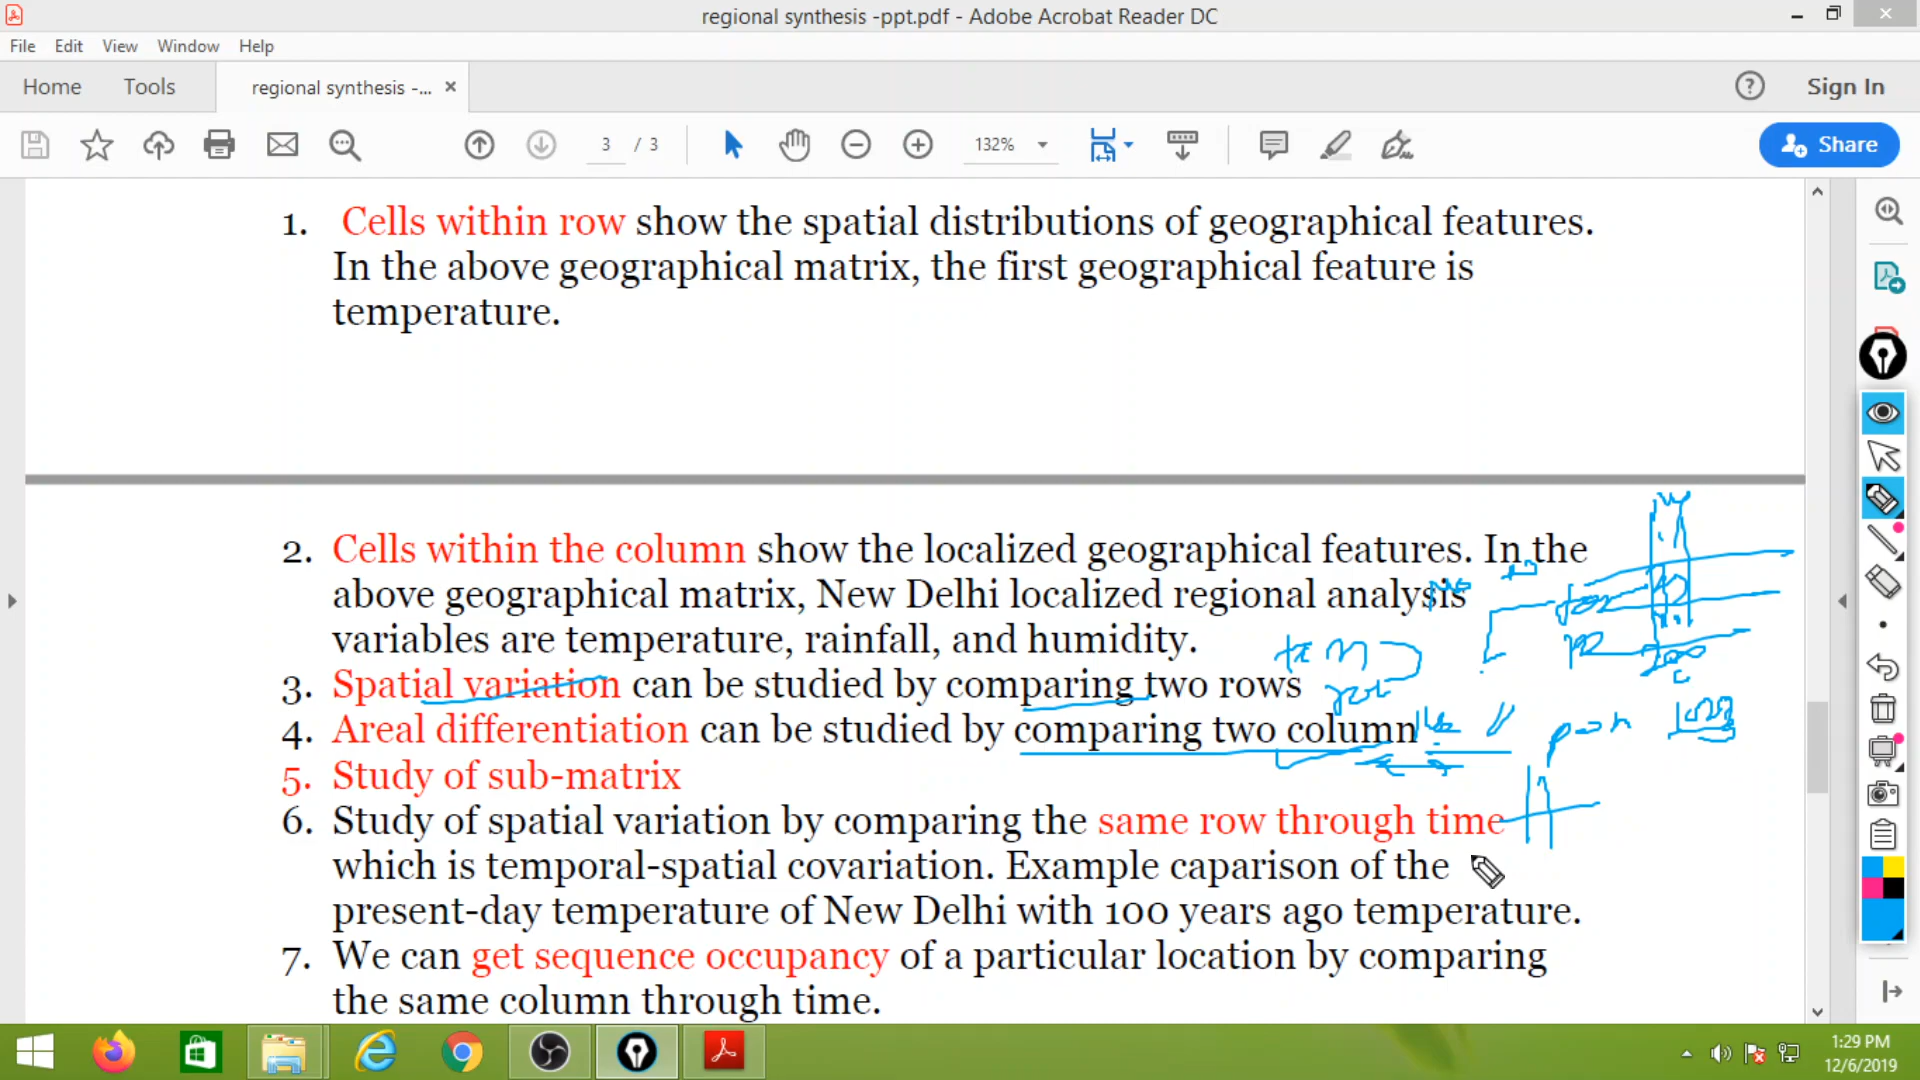 regional synthesis -ppt.pdf - Adobe Acrobat Reader DC
File Edit View Window Help
Home Tools regional synthesis -... × Sign In
3 / 3 132% Share
1. Cells within row show the spatial distributions of geographical features.
In the above geographical matrix, the first geographical feature is
temperature.
2. Cells within the column show the localized geographical features. In the
above geographical matrix, New Delhi localized regional analysis
variables are temperature, rainfall, and humidity.
3. Spatial variation can be studied by comparing two rows
4. Areal differentiation can be studied by comparing two column
5. Study of sub-matrix
6. Study of spatial variation by comparing the same row through time
which is temporal-spatial covariation. Example caparison of the
present-day temperature of New Delhi with 100 years ago temperature.
7. We can get sequence occupancy of a particular location by comparing
the same column through time.
1:29 PM
12/6/2019